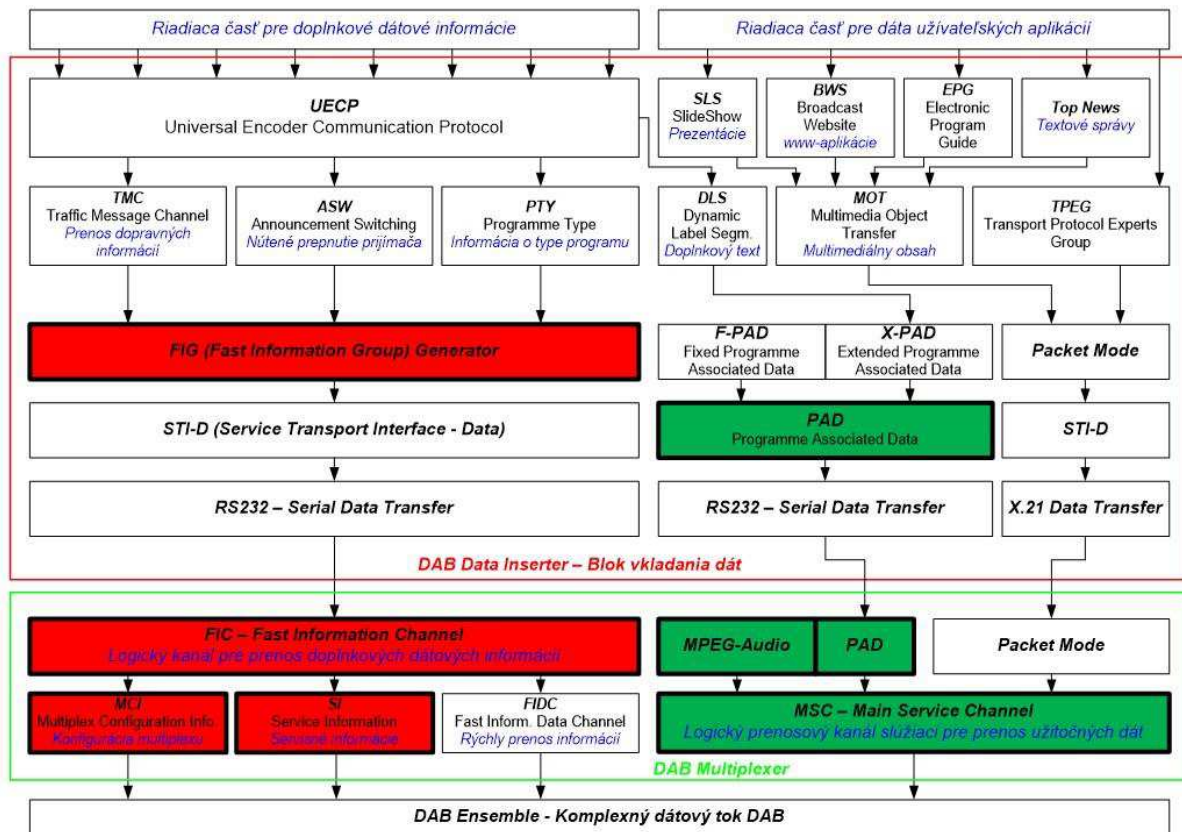 Riadiaca časť pre doplnkové dátové informácie
Riadiaca časť pre dáta užívateľských aplikácií
UECP
Universal Encoder Communication Protocol
SLS
SlideShow
Prezentácie
BWS
Broadcast
Website
www-aplikácie
EPG
Electronic
Program
Guide
Top News
Textové správy
TMC
Traffic Message Channel
Prenos dopravných
informácií
ASW
Announcement Switching
Nútené prepnutie prijímača
PTY
Programme Type
Informácia o type programu
DLS
Dynamic
Label Segm.
Doplnkový text
MOT
Multimedia Object
Transfer
Multimediálny obsah
TPEG
Transport Protocol Experts
Group
FIG (Fast Information Group) Generator
F-PAD
Fixed Programme
Associated Data
X-PAD
Extended Programme
Associated Data
Packet Mode
STI-D (Service Transport Interface - Data)
PAD
Programme Associated Data
STI-D
RS232 – Serial Data Transfer
RS232 – Serial Data Transfer
X.21 Data Transfer
DAB Data Inserter – Blok vkladania dát
FIC – Fast Information Channel
Logický kanál pre prenos doplnkových dátových informácií
MPEG-Audio
PAD
Packet Mode
MCI
Multiplex Configuration Info.
Konfigurácia multiplexu
SI
Service Information
Servisné informácie
FIDC
Fast Inform. Data Channel
Rýchly prenos informácií
MSC – Main Service Channel
Logický prenosový kanál slúžiaci pre prenos užitočných dát
DAB Multiplexer
DAB Ensemble - Komplexný dátový tok DAB